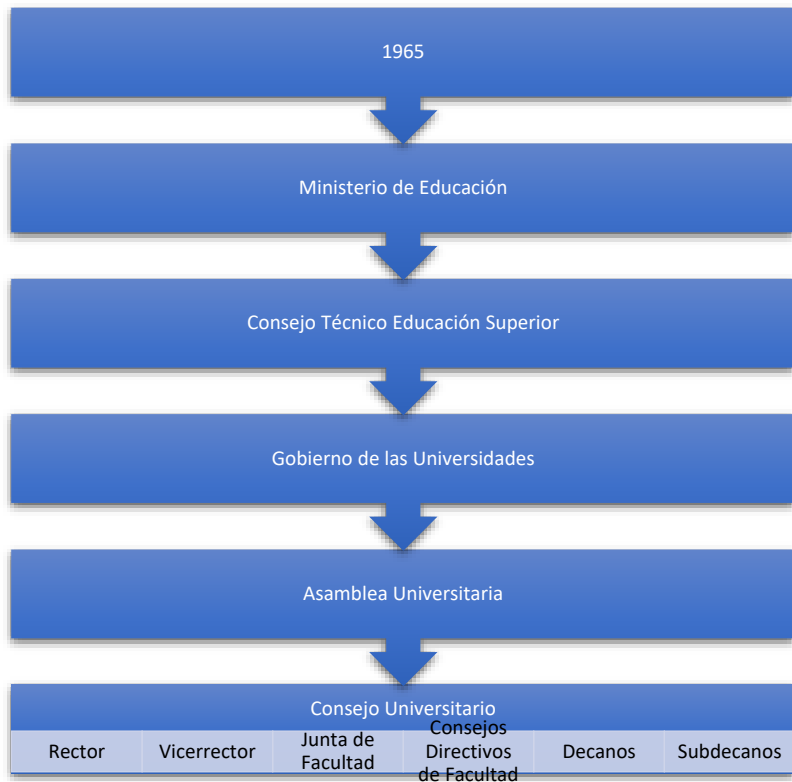 1965
Ministerio de Educación
Consejo Técnico Educación Superior
Gobierno de las Universidades
Asamblea Universitaria
Consejo Universitario
Rector
Vicerrector
Junta de
Facultad
Consejos
Directivos
de Facultad
Decanos
Subdecanos